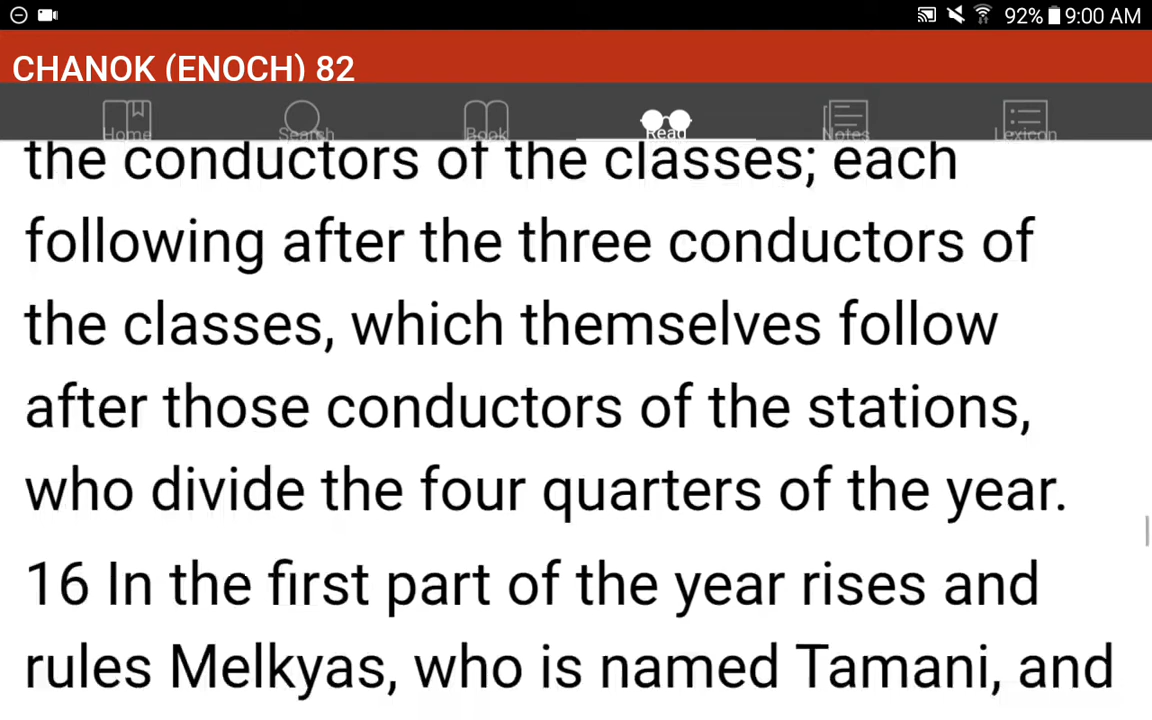 92% 9:00 AM
CHANOK (ENOCH) 82
Home Search Book Read Notes Lexicon
the conductors of the classes; each
following after the three conductors of
the classes, which themselves follow
after those conductors of the stations,
who divide the four quarters of the year.
16 In the first part of the year rises and
rules Melkyas, who is named Tamani, and